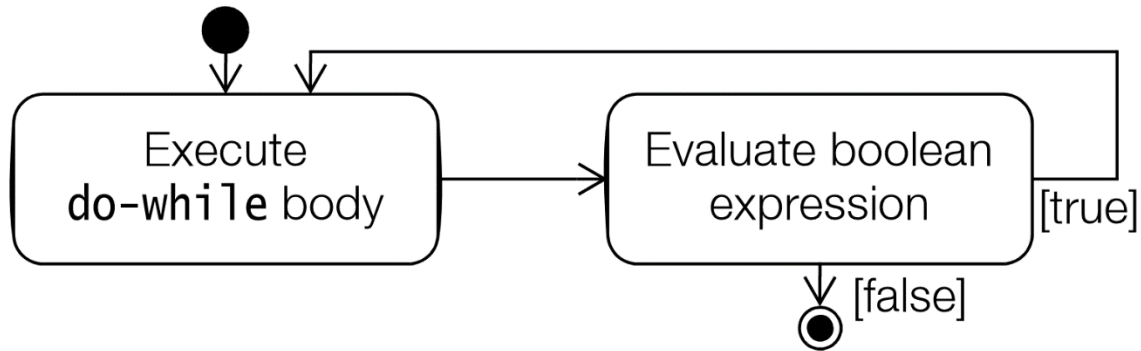 Execute
do-while body
Evaluate boolean
expression
[true]
[false]